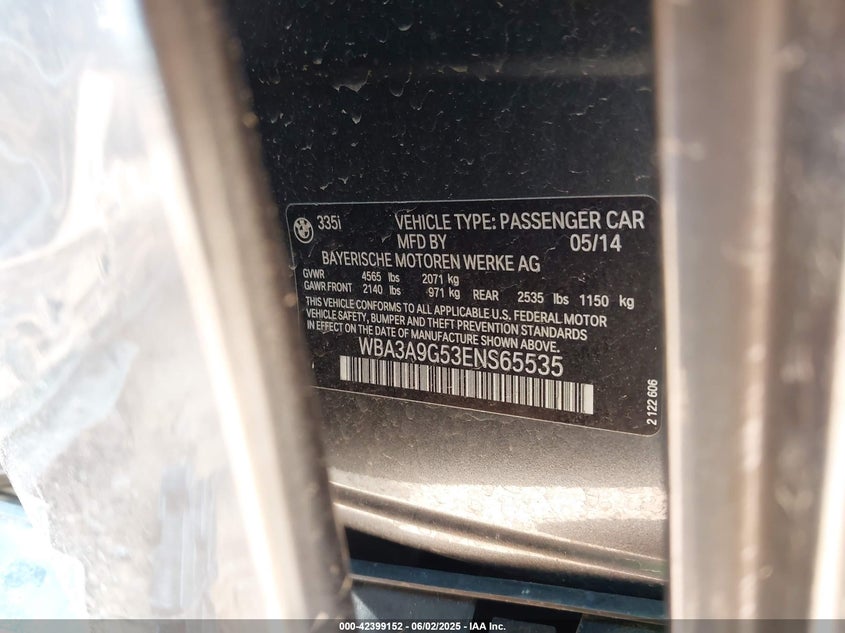 335i VEHICLE TYPE: PASSENGER CAR
MFD BY 05/14
BAYERISCHE MOTOREN WERKE AG
GVWR 4565 lbs 2071 kg
GAWR FRONT 2140 lbs 971 kg REAR 2535 lbs 1150 kg
THIS VEHICLE CONFORMS TO ALL APPLICABLE U.S. FEDERAL MOTOR
VEHICLE SAFETY, BUMPER AND THEFT PREVENTION STANDARDS
IN EFFECT ON THE DATE OF MANUFACTURE SHOWN ABOVE.
WBA3A9G53ENS65535
2 122 606
000-42399152 - 06/02/2025 - IAA Inc.